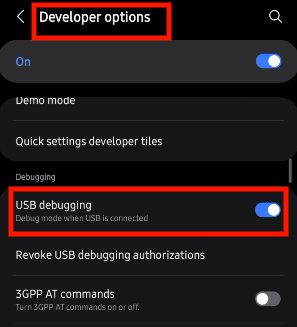 Developer options
On
Demo mode
Quick settings developer tiles
Debugging
USB debugging
Debug mode when USB is connected
Revoke USB debugging authorizations
3GPP AT commands
Turn 3GPP AT commands on or off.